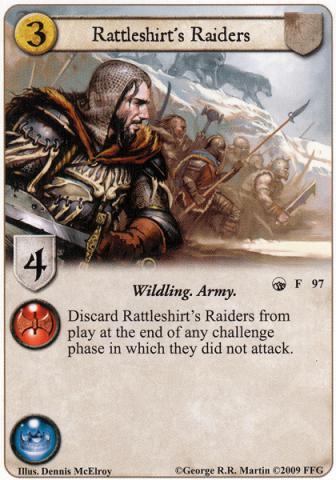 3
Rattleshirt's Raiders
4
F 97
Wildling. Army.
Discard Rattleshirt's Raiders from
play at the end of any challenge
phase in which they did not attack.
Illus. Dennis McElroy
©George R.R. Martin ©2009 FFG